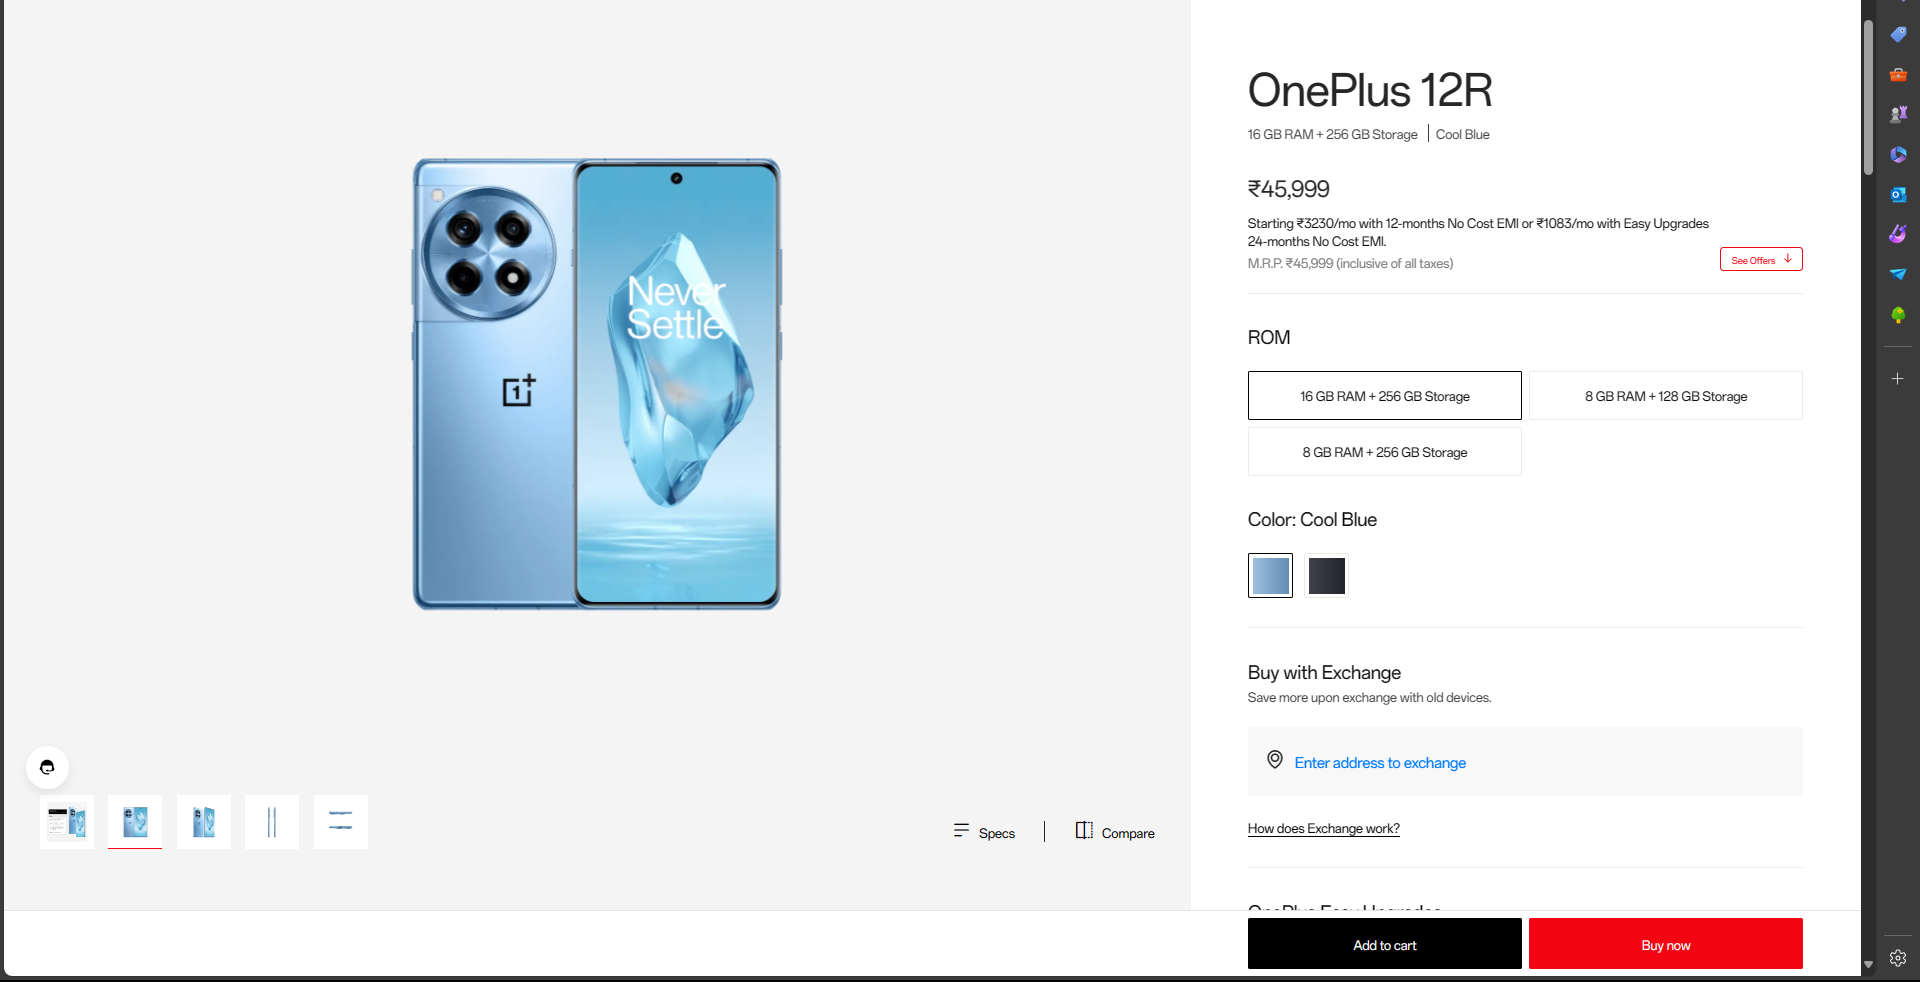 OnePlus 12R
16 GB RAM + 256 GB Storage | Cool Blue
₹45,999
Starting ₹3230/mo with 12-months No Cost EMI or ₹1083/mo with Easy Upgrades
24-months No Cost EMI.
M.R.P. ₹45,999 (inclusive of all taxes)
See Offers
ROM
16 GB RAM + 256 GB Storage
8 GB RAM + 128 GB Storage
8 GB RAM + 256 GB Storage
Color: Cool Blue
Buy with Exchange
Save more upon exchange with old devices.
Enter address to exchange
How does Exchange work?
OnePlus Easy Upgrades
Never
Settle
Specs
Compare
Add to cart
Buy now